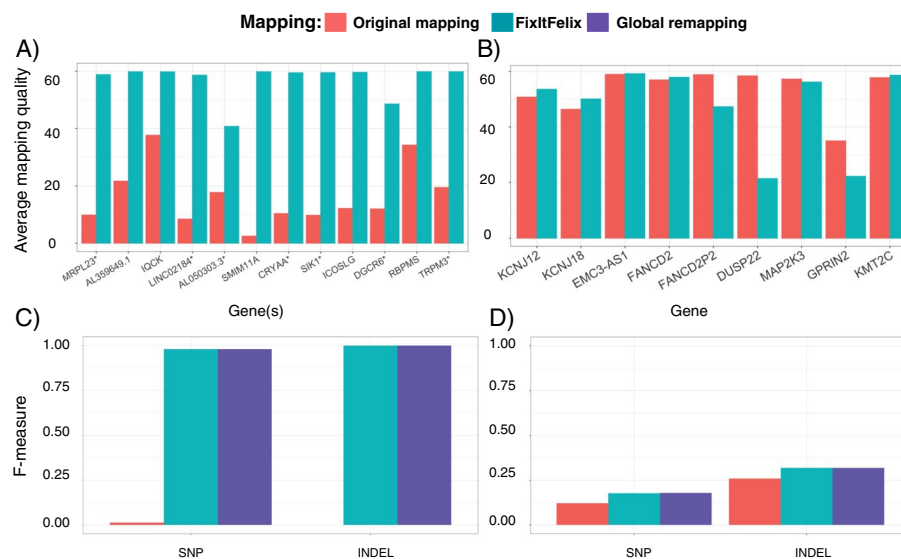 Mapping: Original mapping FixItFelix Global remapping
A)
Average mapping quality
60
40
20
0
MRPL23*
AL359649.1
IQCK
LINC02184*
AL050303.3*
SMIM11A
CRYAA*
SIK1*
ICOSLG
DGCR6*
RBPMS
TRPM3*
Gene(s)
B)
60
40
20
0
KCNJ12
KCNJ18
EMC3-AS1
FANCD2
FANCD2P2
DUSP22
MAP2K3
GPRIN2
KMT2C
Gene
C)
F-measure
1.00
0.75
0.50
0.25
0.00
SNP
INDEL
D)
1.00
0.75
0.50
0.25
0.00
SNP
INDEL